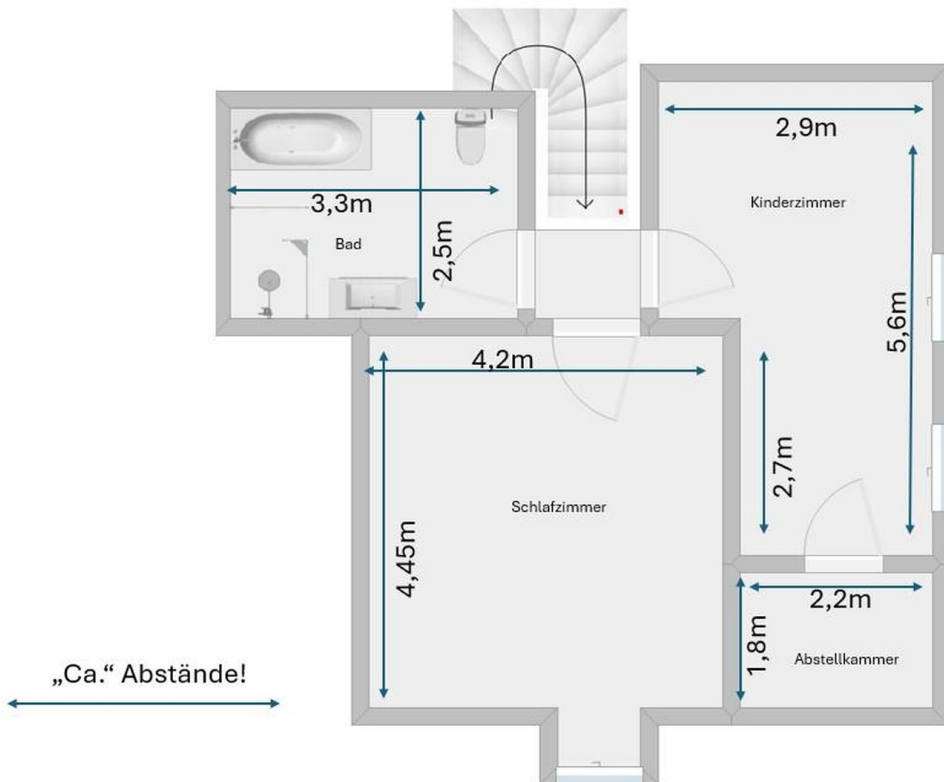 2,9m
3,3m
Kinderzimmer
Bad
2,5m
5,6m
4,2m
2,7m
Schlafzimmer
4,45m
2,2m
1,8m
Abstellkammer
„Ca.“ Abstände!